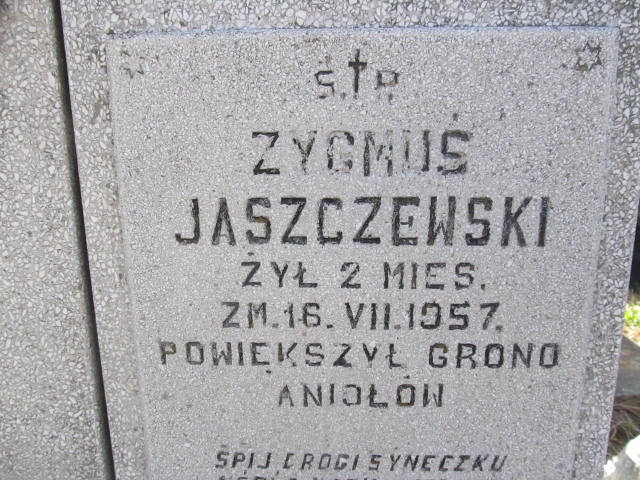 Ś.†P.
ZYGMUŚ
JASZCZEWSKI
ŻYŁ 2 MIES.
ZM.16.VII.1957.
POWIĘKSZYŁ GRONO
ANIOŁÓW
ŚPIJ DROGI SYNECZKU